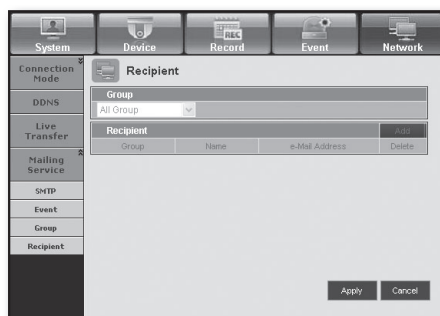 System Device Record Event Network
REC
Connection Mode
DDNS
Live Transfer
Mailing Service
SMTP
Event
Group
Recipient
Recipient
Group
All Group
Recipient Add
Group Name e-Mail Address Delete
Apply Cancel